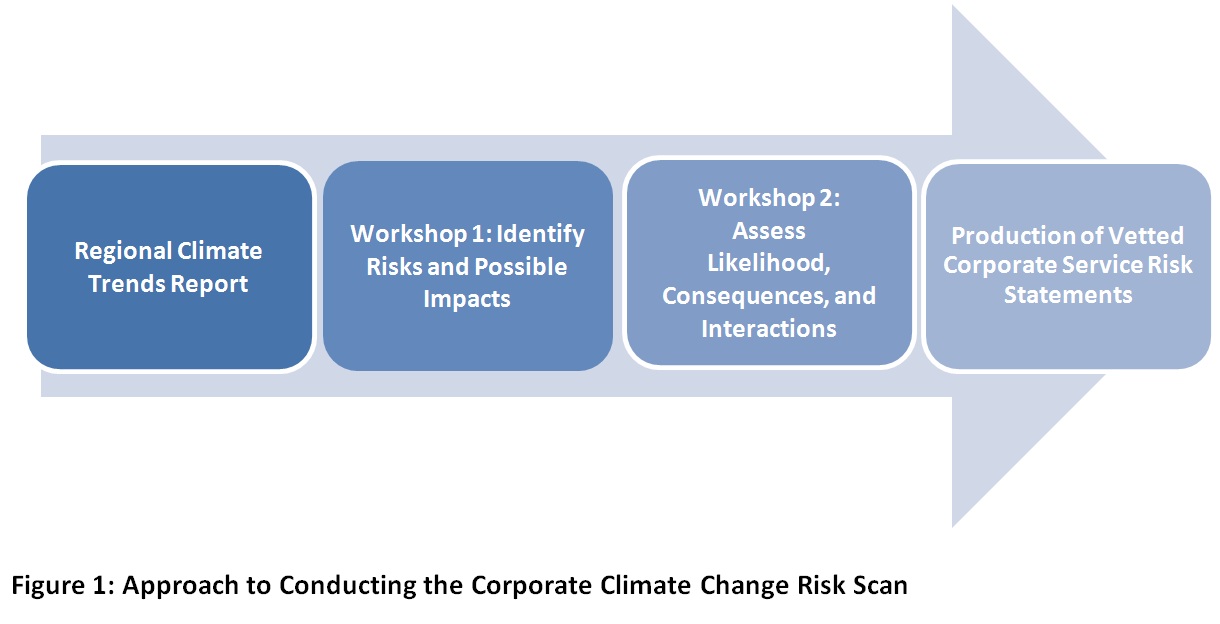 Regional Climate
Trends Report
Workshop 1: Identify
Risks and Possible
Impacts
Workshop 2:
Assess
Likelihood,
Consequences, and
Interactions
Production of Vetted
Corporate Service Risk
Statements
Figure 1: Approach to Conducting the Corporate Climate Change Risk Scan